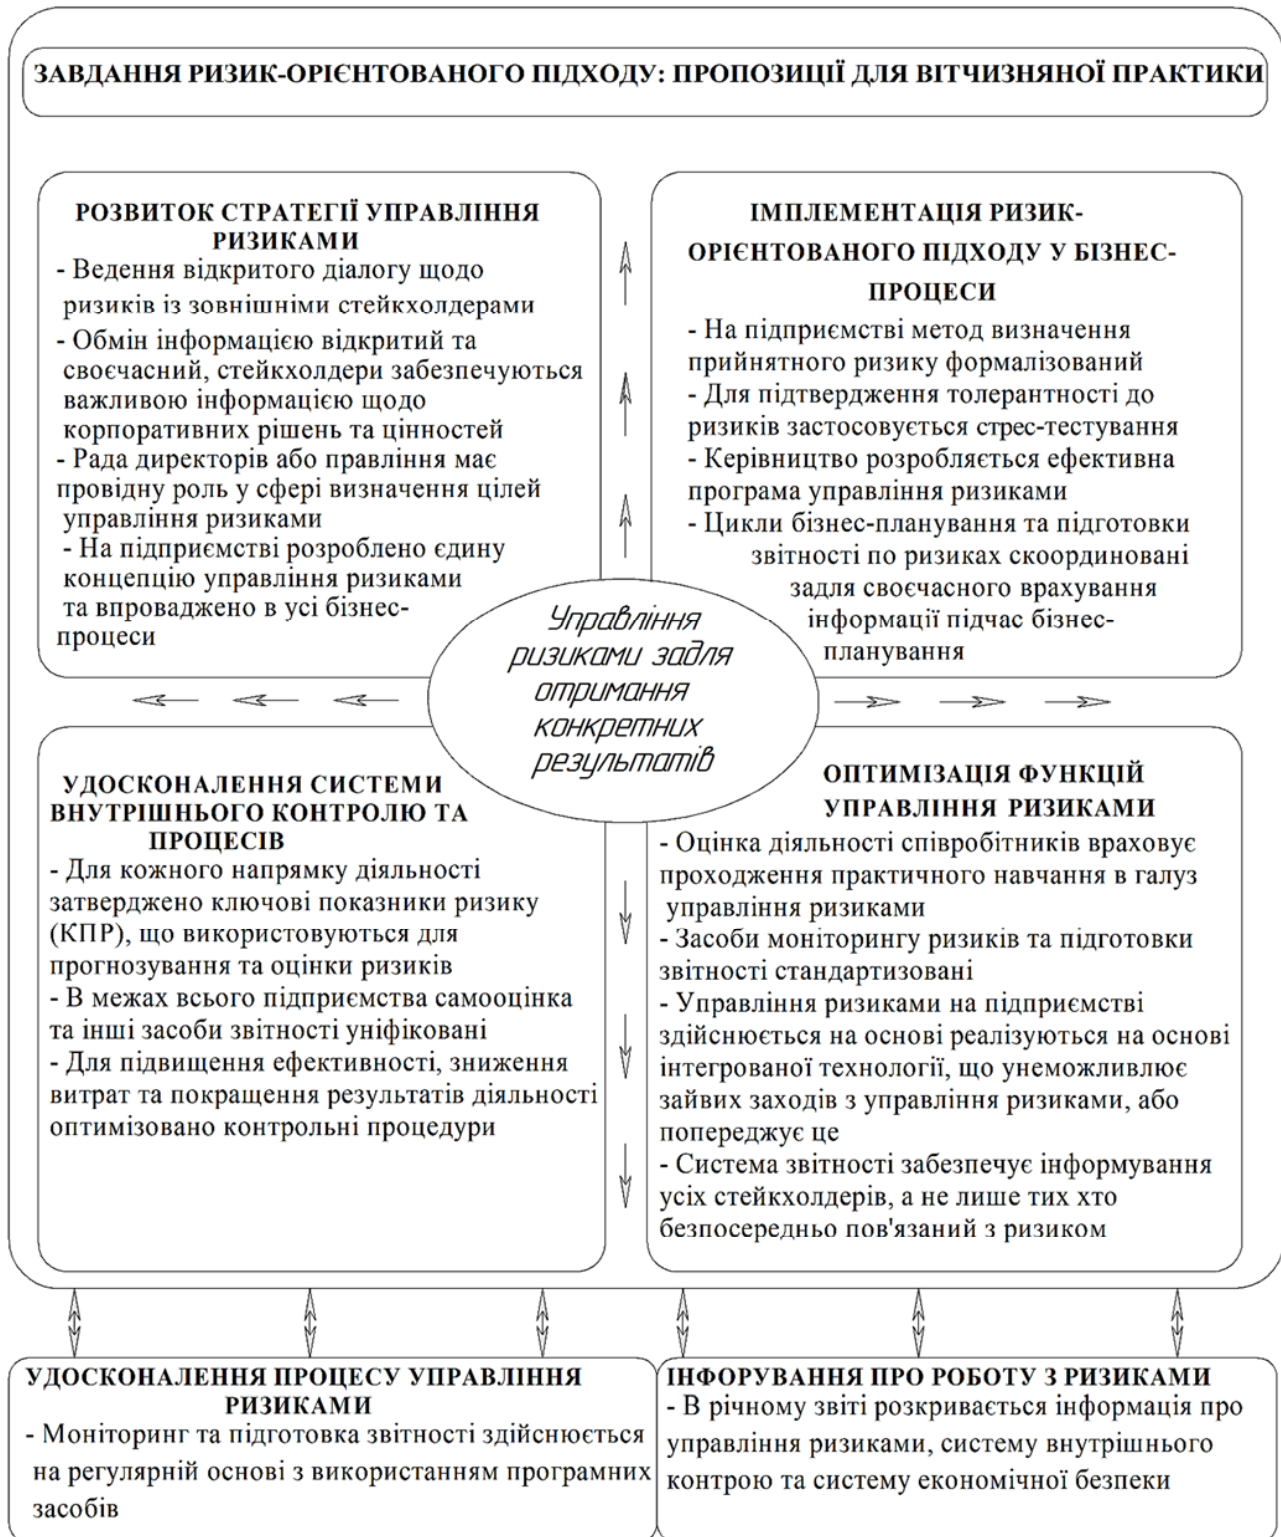 ЗАВДАННЯ РИЗИК-ОРІЄНТОВАНОГО ПІДХОДУ: ПРОПОЗИЦІЇ ДЛЯ ВІТЧИЗНЯНОЇ ПРАКТИКИ
РОЗВИТОК СТРАТЕГІЇ УПРАВЛІННЯ
РИЗИКАМИ
- Ведення відкритого діалогу щодо
ризиків із зовнішніми стейкхолдерами
- Обмін інформацією відкритий та
своєчасний, стейкхолдери забезпечуються
важливою інформацією щодо
корпоративних рішень та цінностей
- Рада директорів або правління має
провідну роль у сфері визначення цілей
управління ризиками
- На підприємстві розроблено єдину
концепцію управління ризиками
та впроваджено в усі бізнес-
процеси
ІМПЛЕМЕНТАЦІЯ РИЗИК-
ОРІЄНТОВАНОГО ПІДХОДУ У БІЗНЕС-
ПРОЦЕСИ
- На підприємстві метод визначення
прийнятного ризику формалізований
- Для підтвердження толерантності до
ризиків застосовується стрес-тестування
- Керівництво розробляється ефективна
програма управління ризиками
- Цикли бізнес-планування та підготовки
звітності по ризиках скоординовані
задля своєчасного врахування
інформації підчас бізнес-
планування
Управління
ризиками задля
отримання
конкретних
результатів
УДОСКОНАЛЕННЯ СИСТЕМИ
ВНУТРІШНЬОГО КОНТРОЛЮ ТА
ПРОЦЕСІВ
- Для кожного напрямку діяльності
затверджено ключові показники ризику
(КПР), що використовуються для
прогнозування та оцінки ризиків
- В межах всього підприємства самооцінка
та інші засоби звітності уніфіковані
- Для підвищення ефективності, зниження
витрат та покращення результатів діяльності
оптимізовано контрольні процедури
ОПТИМІЗАЦІЯ ФУНКЦІЙ
УПРАВЛІННЯ РИЗИКАМИ
- Оцінка діяльності співробітників враховує
проходження практичного навчання в галуз
управління ризиками
- Засоби моніторингу ризиків та підготовки
звітності стандартизовані
- Управління ризиками на підприємстві
здійснюється на основі реалізуються на основі
інтегрованої технології, що унеможливлює
зайвих заходів з управління ризиками, або
попереджує це
- Система звітності забезпечує інформування
усіх стейкхолдерів, а не лише тих хто
безпосередньо пов'язаний з ризиком
УДОСКОНАЛЕННЯ ПРОЦЕСУ УПРАВЛІННЯ
РИЗИКАМИ
- Моніторинг та підготовка звітності здійснюється
на регулярній основі з використанням програмних
засобів
ІНФОРУВАННЯ ПРО РОБОТУ З РИЗИКАМИ
- В річному звіті розкривається інформація про
управління ризиками, систему внутрішнього
контрою та систему економічної безпеки